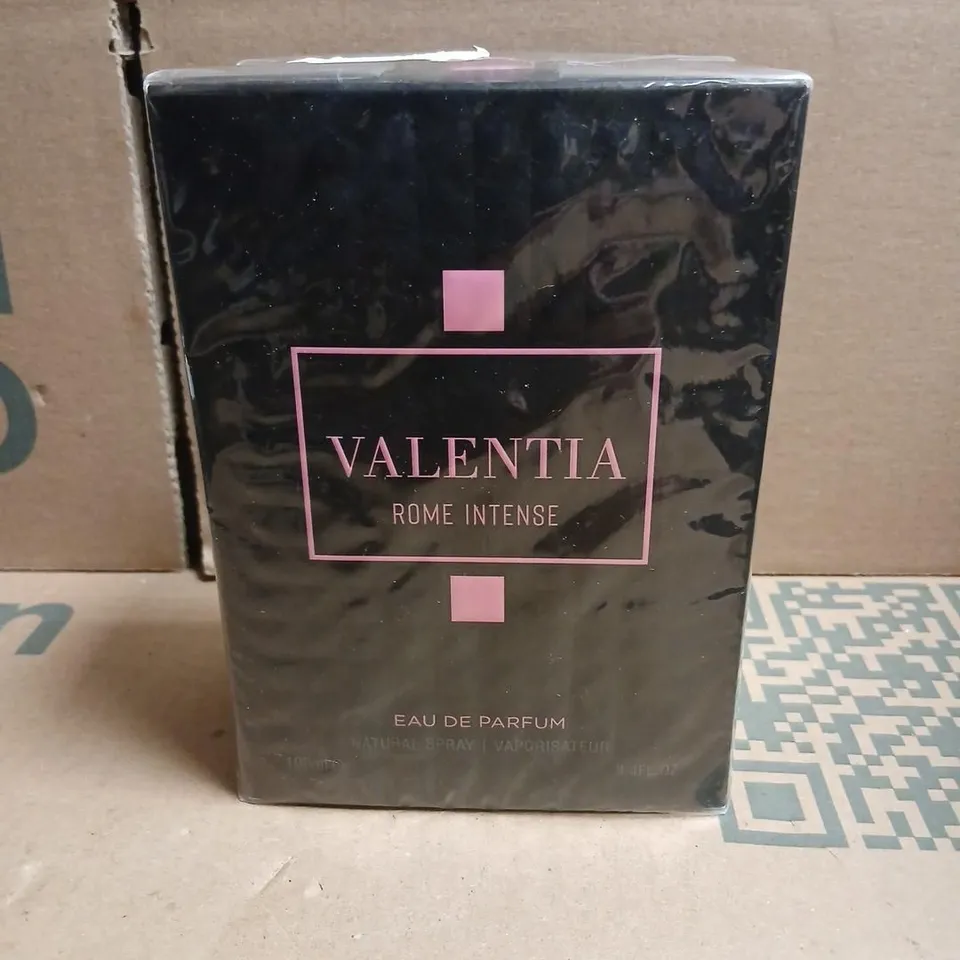 VALENTIA
ROME INTENSE
EAU DE PARFUM
NATURAL SPRAY | VAPORISATEUR